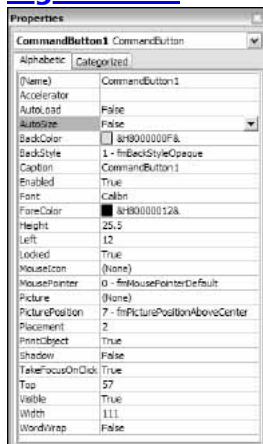 Properties
CommandButton1 CommandButton
Alphabetic Categorized
(Name) CommandButton1
Accelerator
AutoLoad False
AutoSize False
BackColor &H8000000F&
BackStyle 1 - fmBackStyleOpaque
Caption CommandButton1
Enabled True
Font Calibri
ForeColor &H80000012&
Height 25.5
Left 12
Locked True
MouseIcon (None)
MousePointer 0 - fmMousePointerDefault
Picture (None)
PicturePosition 7 - fmPicturePositionAboveCenter
Placement 2
PrintObject True
Shadow False
TakeFocusOnClick True
Top 57
Visible True
Width 111
WordWrap False